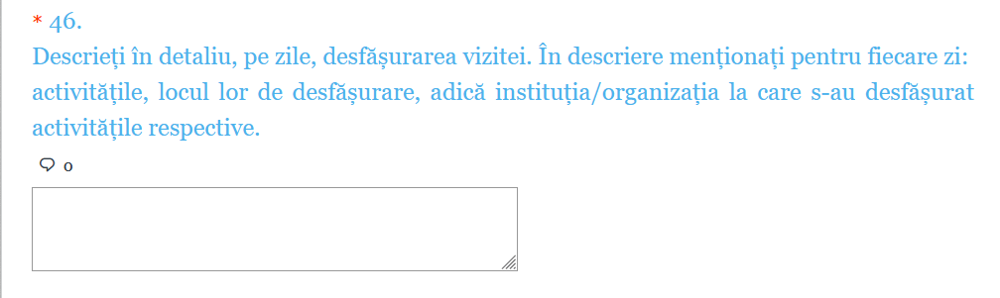 * 46.
Descrieți în detaliu, pe zile, desfășurarea vizitei. În descriere menționați pentru fiecare zi:
activitățile, locul lor de desfășurare, adică instituția/organizația la care s-au desfășurat
activitățile respective.
0